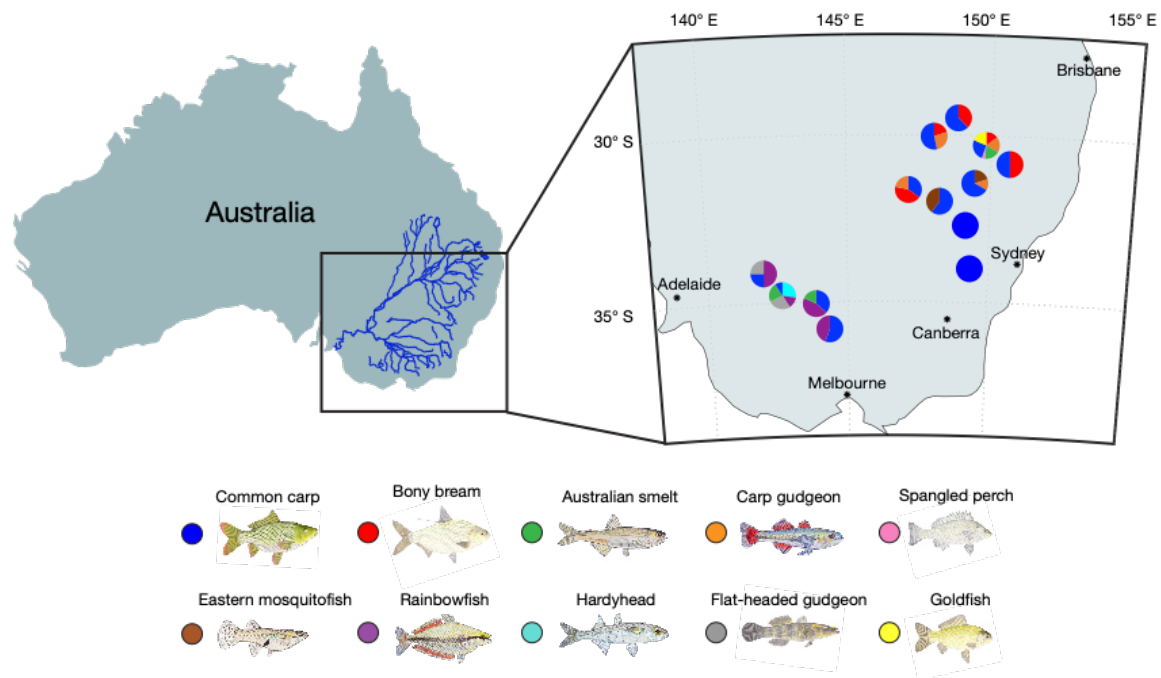 140° E 145° E 150° E 155° E
Brisbane
30° S
Australia
Sydney
Adelaide
35° S
Canberra
Melbourne
Common carp Bony bream Australian smelt Carp gudgeon Spangled perch
Eastern mosquitofish Rainbowfish Hardyhead Flat-headed gudgeon Goldfish